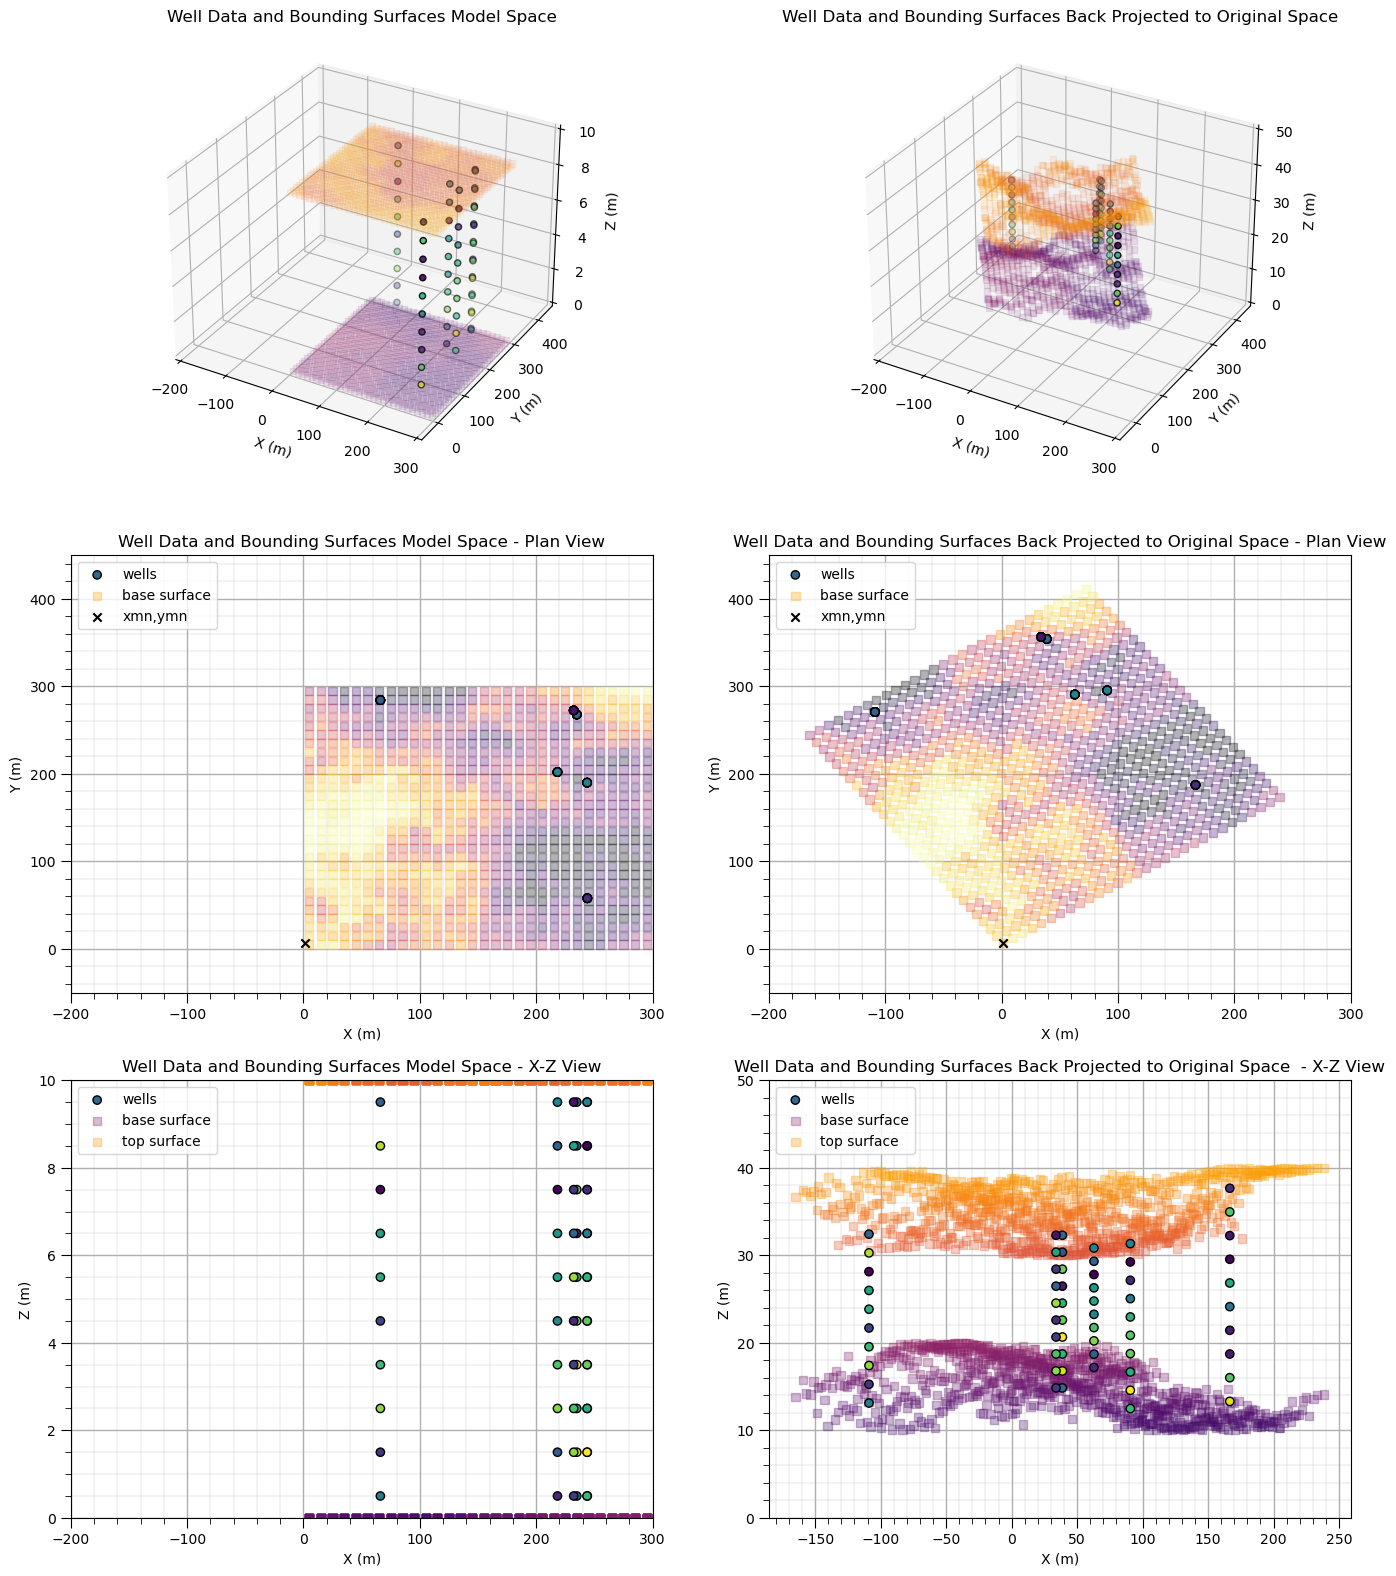 Well Data and Bounding Surfaces Model Space
10
8
6
4
2
0
Z (m)
400
300
200
100
0
Y (m)
−200
−100
0
100
200
300
X (m)
Well Data and Bounding Surfaces Back Projected to Original Space
50
40
30
20
10
0
Z (m)
400
300
200
100
0
Y (m)
−200
−100
0
100
200
300
X (m)
Well Data and Bounding Surfaces Model Space - Plan View
wells
base surface
xmn,ymn
400
300
200
100
0
Y (m)
−200 −100 0 100 200 300
X (m)
Well Data and Bounding Surfaces Back Projected to Original Space - Plan View
wells
base surface
xmn,ymn
400
300
200
100
0
Y (m)
−200 −100 0 100 200 300
X (m)
Well Data and Bounding Surfaces Model Space - X-Z View
wells
base surface
top surface
10
8
6
4
2
0
Z (m)
−200 −100 0 100 200 300
X (m)
Well Data and Bounding Surfaces Back Projected to Original Space  - X-Z View
wells
base surface
top surface
50
40
30
20
10
0
Z (m)
−150 −100 −50 0 50 100 150 200 250
X (m)